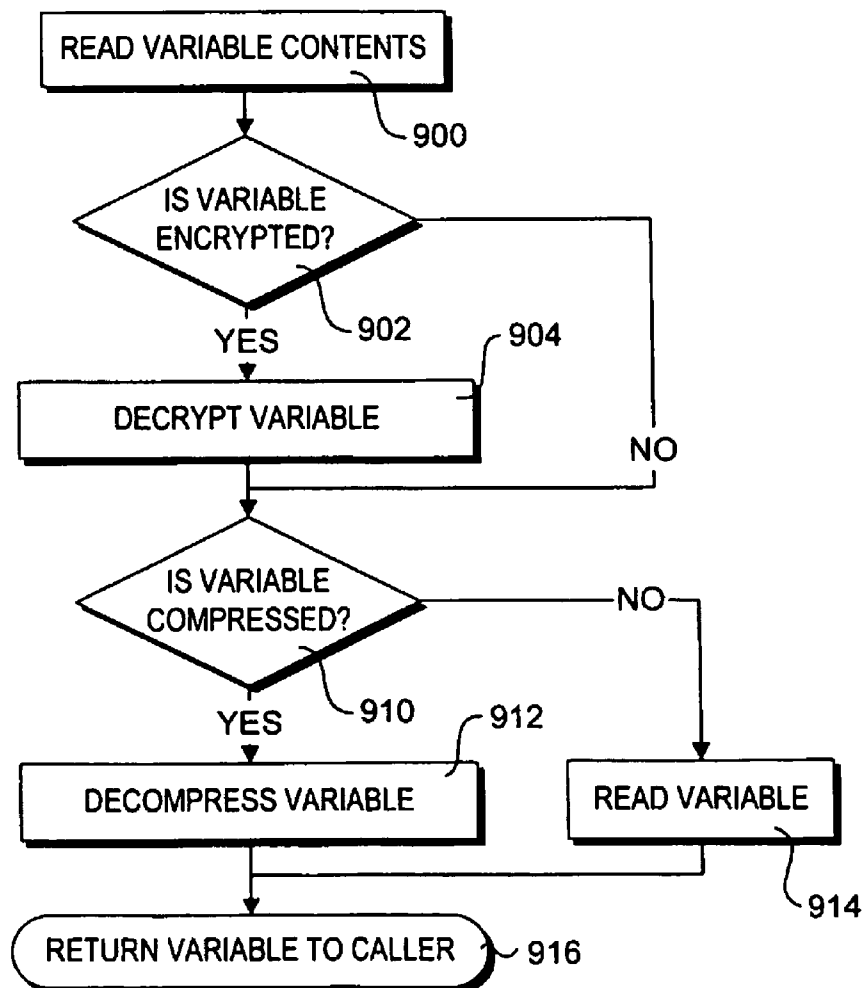 READ VARIABLE CONTENTS
900
IS VARIABLE
ENCRYPTED?
902
YES
904
DECRYPT VARIABLE
NO
IS VARIABLE
COMPRESSED?
NO
910
YES
912
DECOMPRESS VARIABLE
READ VARIABLE
914
RETURN VARIABLE TO CALLER
916